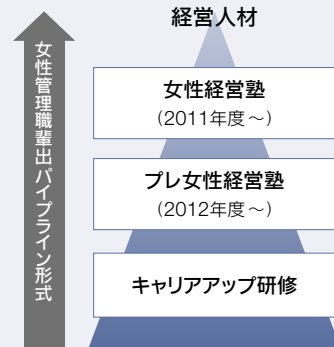 経営人材
女性管理職輩出パイプライン形式
女性経営塾
（2011年度～）
プレ女性経営塾
（2012年度～）
キャリアアップ研修